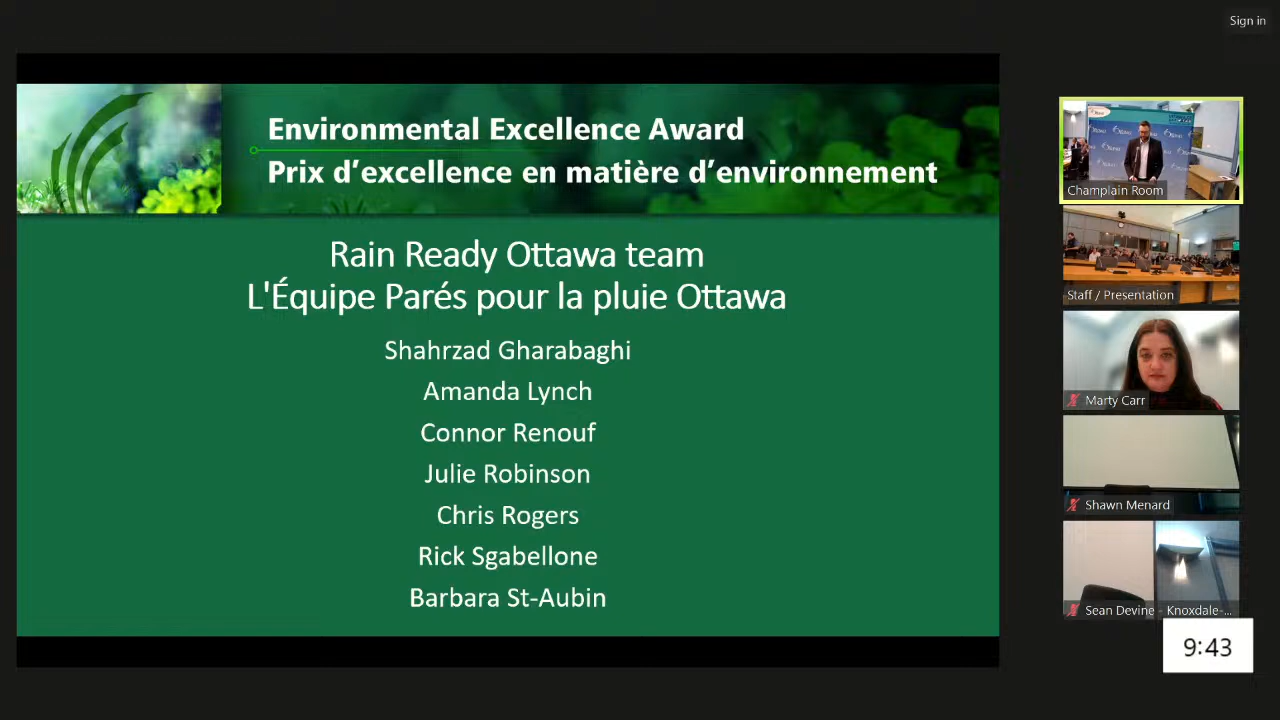 Sign in
Environmental Excellence Award
Prix d'excellence en matière d'environnement
Rain Ready Ottawa team
L'Équipe Parés pour la pluie Ottawa
Shahrzad Gharabaghi
Amanda Lynch
Connor Renouf
Julie Robinson
Chris Rogers
Rick Sgabellone
Barbara St-Aubin
Champlain Room
Staff / Presentation
Marty Carr
Shawn Menard
Sean Devine - Knoxdale-...
9:43